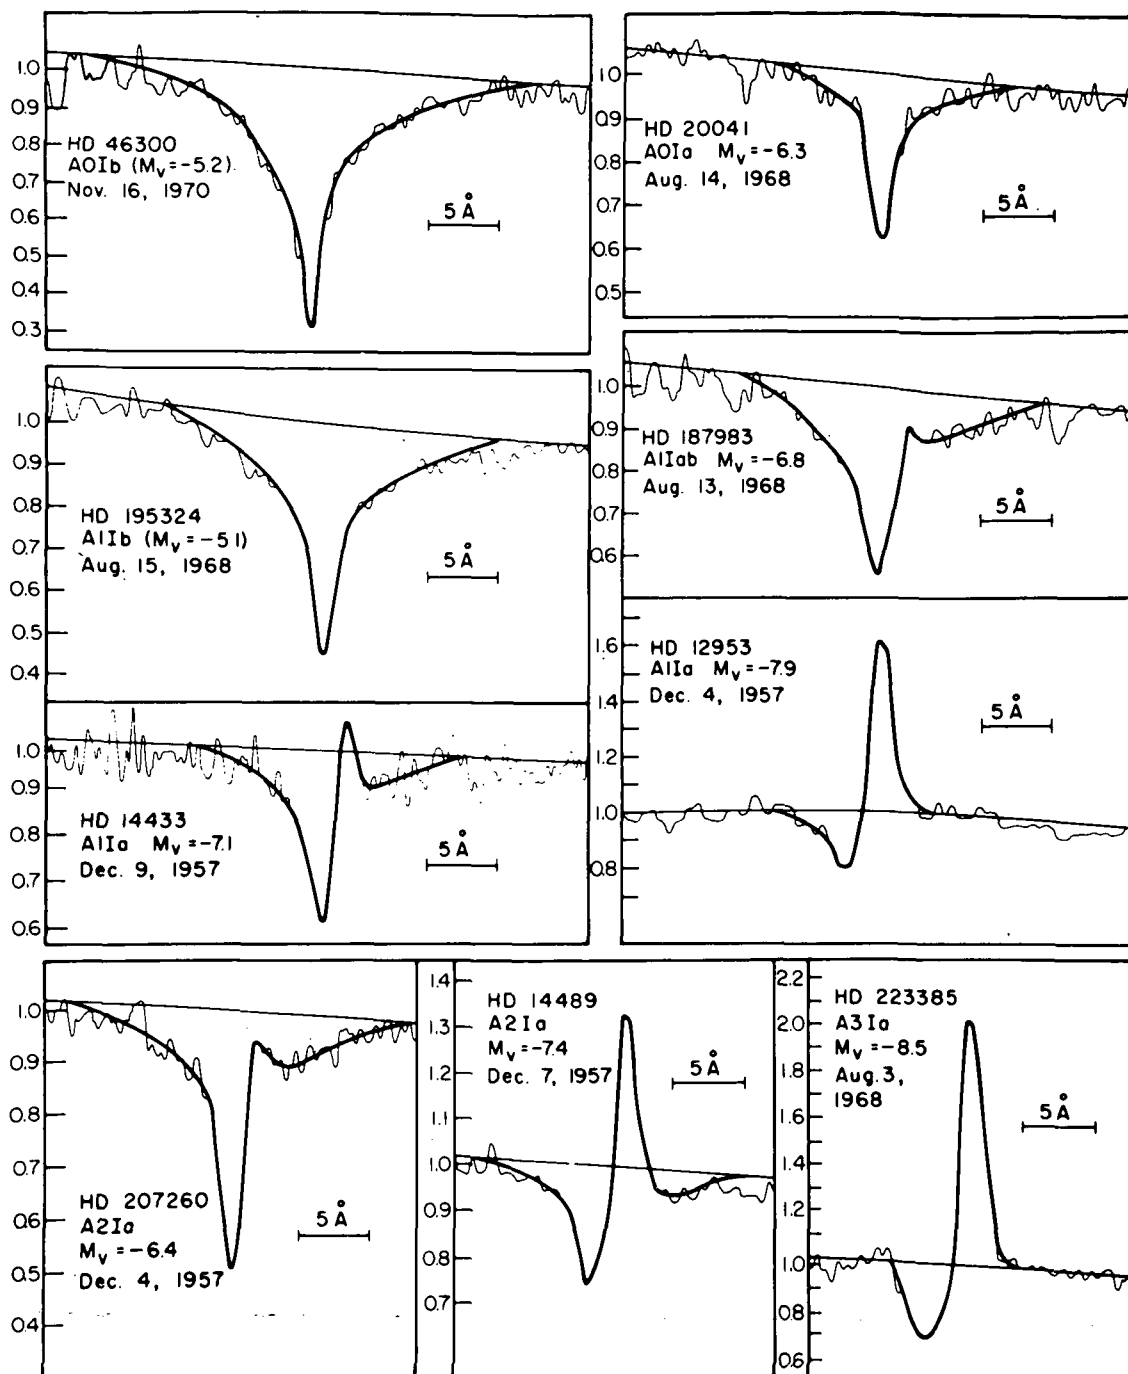 1.0
0.9
0.8
0.7
0.6
0.5
0.4
0.3
HD 46300
A0Ib (Mv=-5.2)
Nov. 16, 1970
5 Å
1.0
0.9
0.8
0.7
0.6
0.5
HD 20041
A0Ia Mv=-6.3
Aug. 14, 1968
5 Å
1.0
0.9
0.8
0.7
0.6
0.5
0.4
HD 195324
A1Ib (Mv=-5.1)
Aug. 15, 1968
5 Å
1.0
0.9
0.8
0.7
0.6
HD 187983
A1Iab Mv=-6.8
Aug. 13, 1968
5 Å
1.0
0.9
0.8
0.7
0.6
HD 14433
A1Ia Mv=-7.1
Dec. 9, 1957
5 Å
1.6
1.4
1.2
1.0
0.8
HD 12953
A1Ia Mv=-7.9
Dec. 4, 1957
5 Å
1.0
0.9
0.8
0.7
0.6
0.5
0.4
HD 207260
A2Ia
Mv=-6.4
Dec. 4, 1957
5 Å
1.4
1.3
1.2
1.1
1.0
0.9
0.8
0.7
HD 14489
A2Ia
Mv=-7.4
Dec. 7, 1957
5 Å
2.2
2.0
1.8
1.6
1.4
1.2
1.0
0.8
0.6
HD 223385
A3Ia
Mv=-8.5
Aug. 3,
1968
5 Å